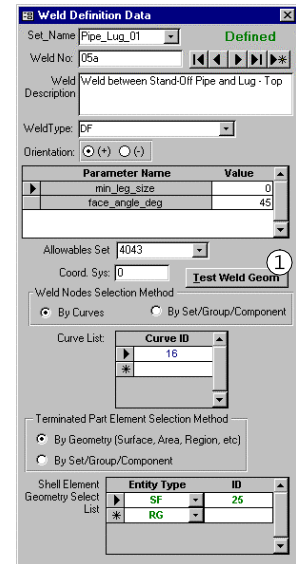 Weld Definition Data
Set_Name Pipe_Lug_01 Defined
Weld No: 05a
Weld Description Weld between Stand-Off Pipe and Lug - Top
WeldType: DF
Orientation: (+) (-)
Parameter Name Value
min_leg_size 0
face_angle_deg 45
Allowables Set 4043
1
Coord. Sys: 0 Test Weld Geom
Weld Nodes Selection Method
By Curves By Set/Group/Component
Curve List: Curve ID
16
Terminated Part Element Selection Method
By Geometry (Surface, Area, Region, etc)
By Set/Group/Component
Shell Element Geometry Select List Entity Type ID
SF 25
RG